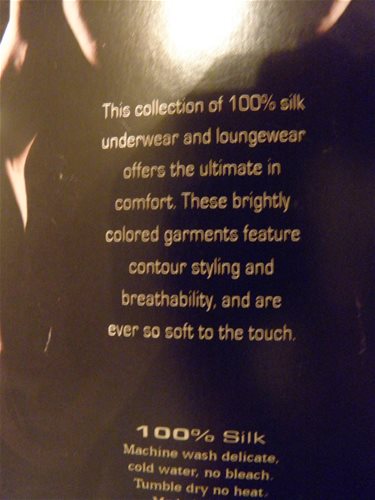 This collection of 100% silk
underwear and loungewear
offers the ultimate in
comfort. These brightly
colored garments feature
contour styling and
breathability, and are
ever so soft to the touch.
100% Silk
Machine wash delicate,
cold water, no bleach.
Tumble dry no heat.